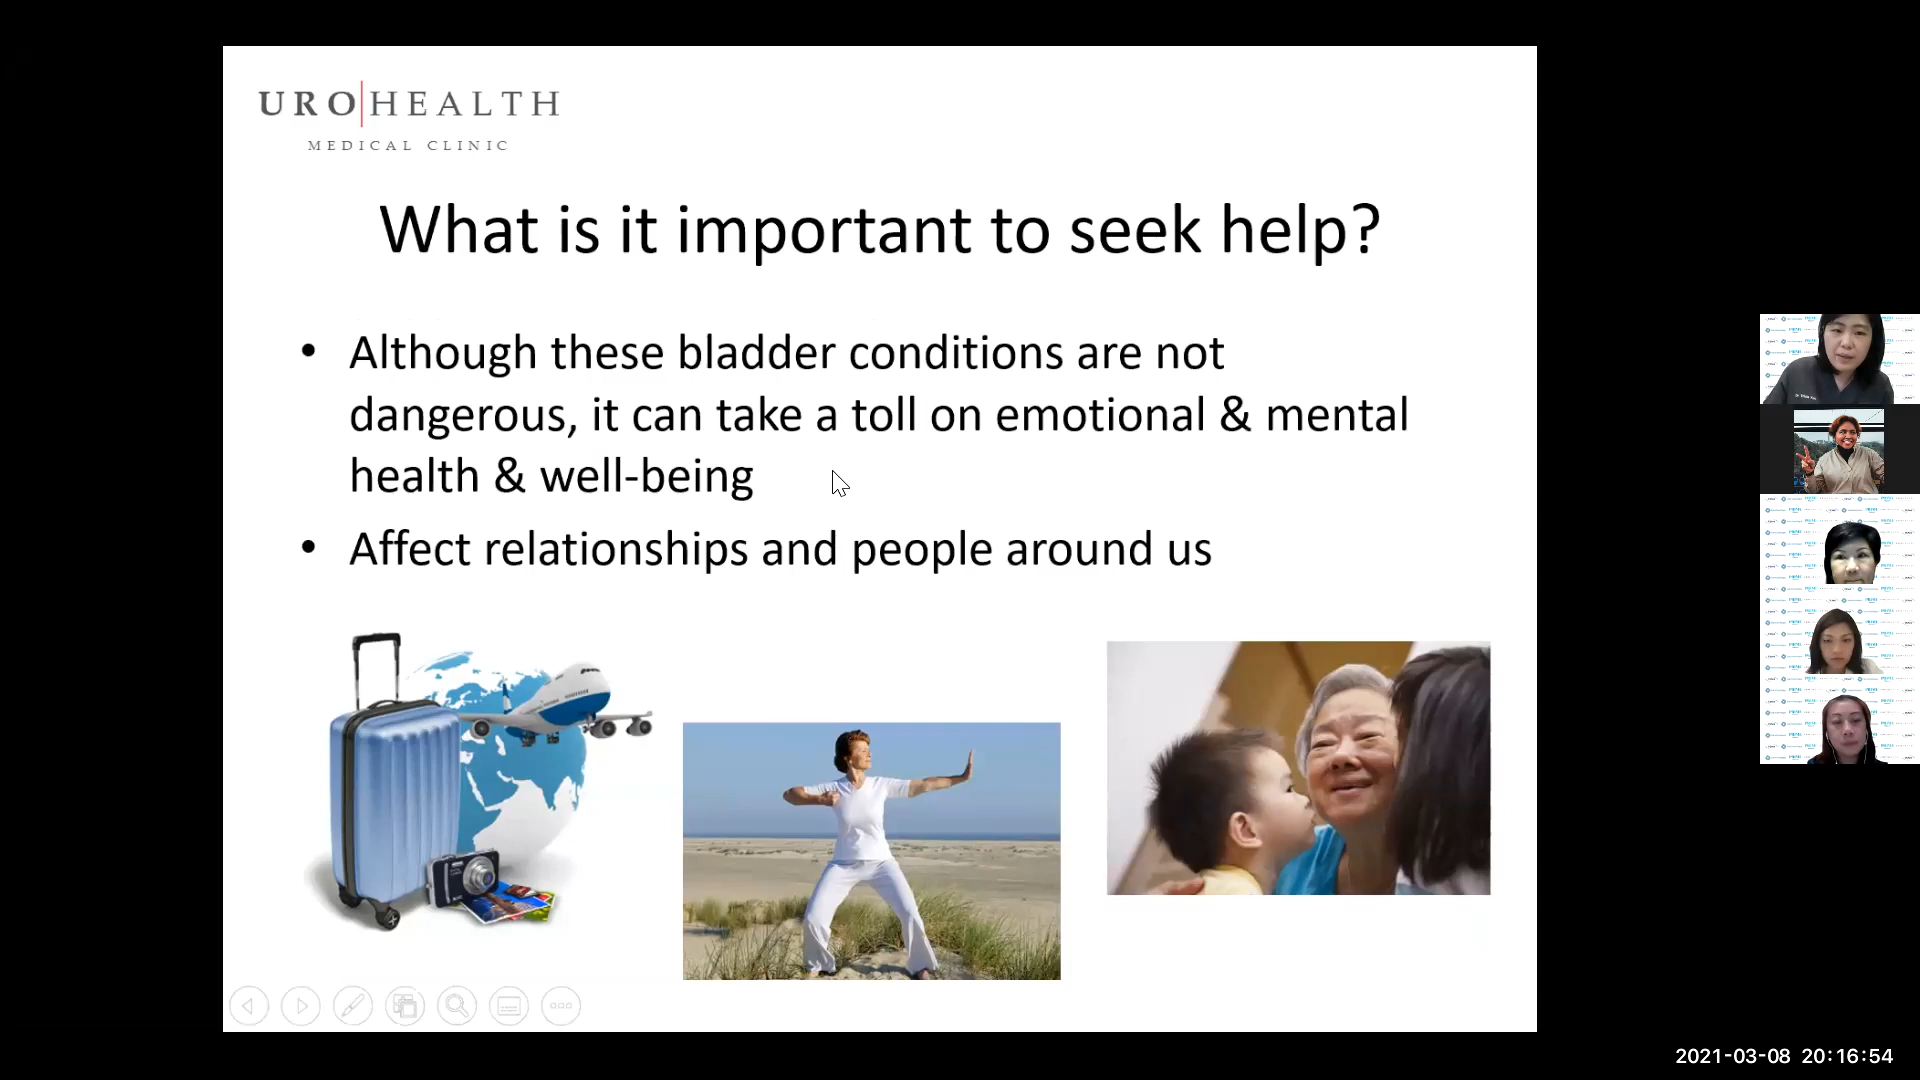 URO|HEALTH
MEDICAL CLINIC
What is it important to seek help?
• Although these bladder conditions are not
dangerous, it can take a toll on emotional & mental
health & well-being
• Affect relationships and people around us
2021-03-08 20:16:54